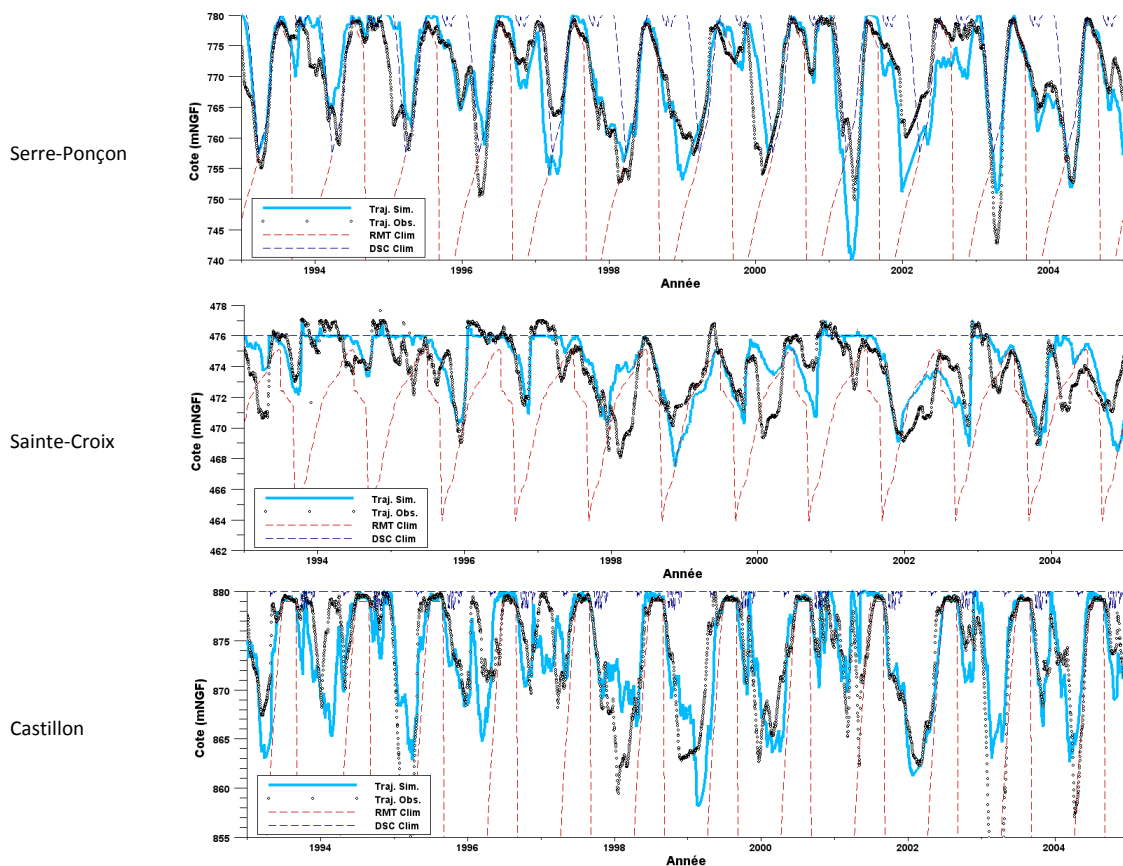 Serre-Ponçon
Cote (mNGF)
780
775
770
765
760
755
750
745
740
Traj. Sim.
Traj. Obs.
RMT Clim
DSC Clim
1994
1996
1998
2000
2002
2004
Année
Sainte-Croix
Cote (mNGF)
478
476
474
472
470
468
466
464
462
Traj. Sim.
Traj. Obs.
RMT Clim
DSC Clim
1994
1996
1998
2000
2002
2004
Année
Castillon
Cote (mNGF)
880
875
870
865
860
855
Traj. Sim.
Traj. Obs.
RMT Clim
DSC Clim
1994
1996
1998
2000
2002
2004
Année